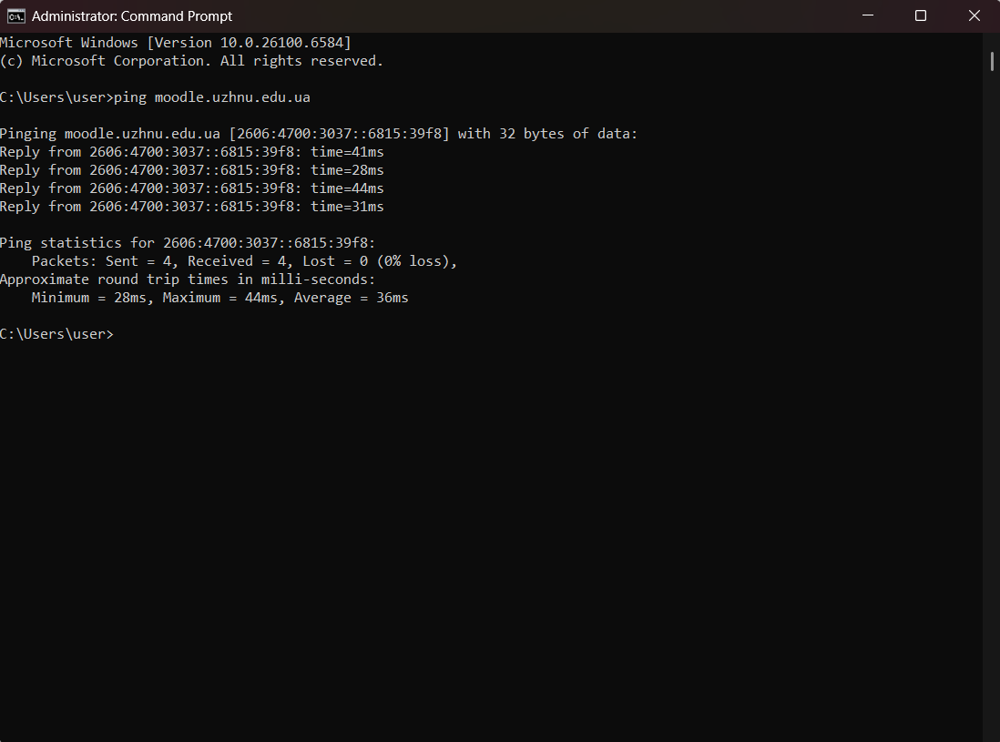 Administrator: Command Prompt
Microsoft Windows [Version 10.0.26100.6584]
(c) Microsoft Corporation. All rights reserved.
C:\Users\user>ping moodle.uzhnu.edu.ua
Pinging moodle.uzhnu.edu.ua [2606:4700:3037::6815:39f8] with 32 bytes of data:
Reply from 2606:4700:3037::6815:39f8: time=41ms
Reply from 2606:4700:3037::6815:39f8: time=28ms
Reply from 2606:4700:3037::6815:39f8: time=44ms
Reply from 2606:4700:3037::6815:39f8: time=31ms
Ping statistics for 2606:4700:3037::6815:39f8:
    Packets: Sent = 4, Received = 4, Lost = 0 (0% loss),
Approximate round trip times in milli-seconds:
    Minimum = 28ms, Maximum = 44ms, Average = 36ms
C:\Users\user>